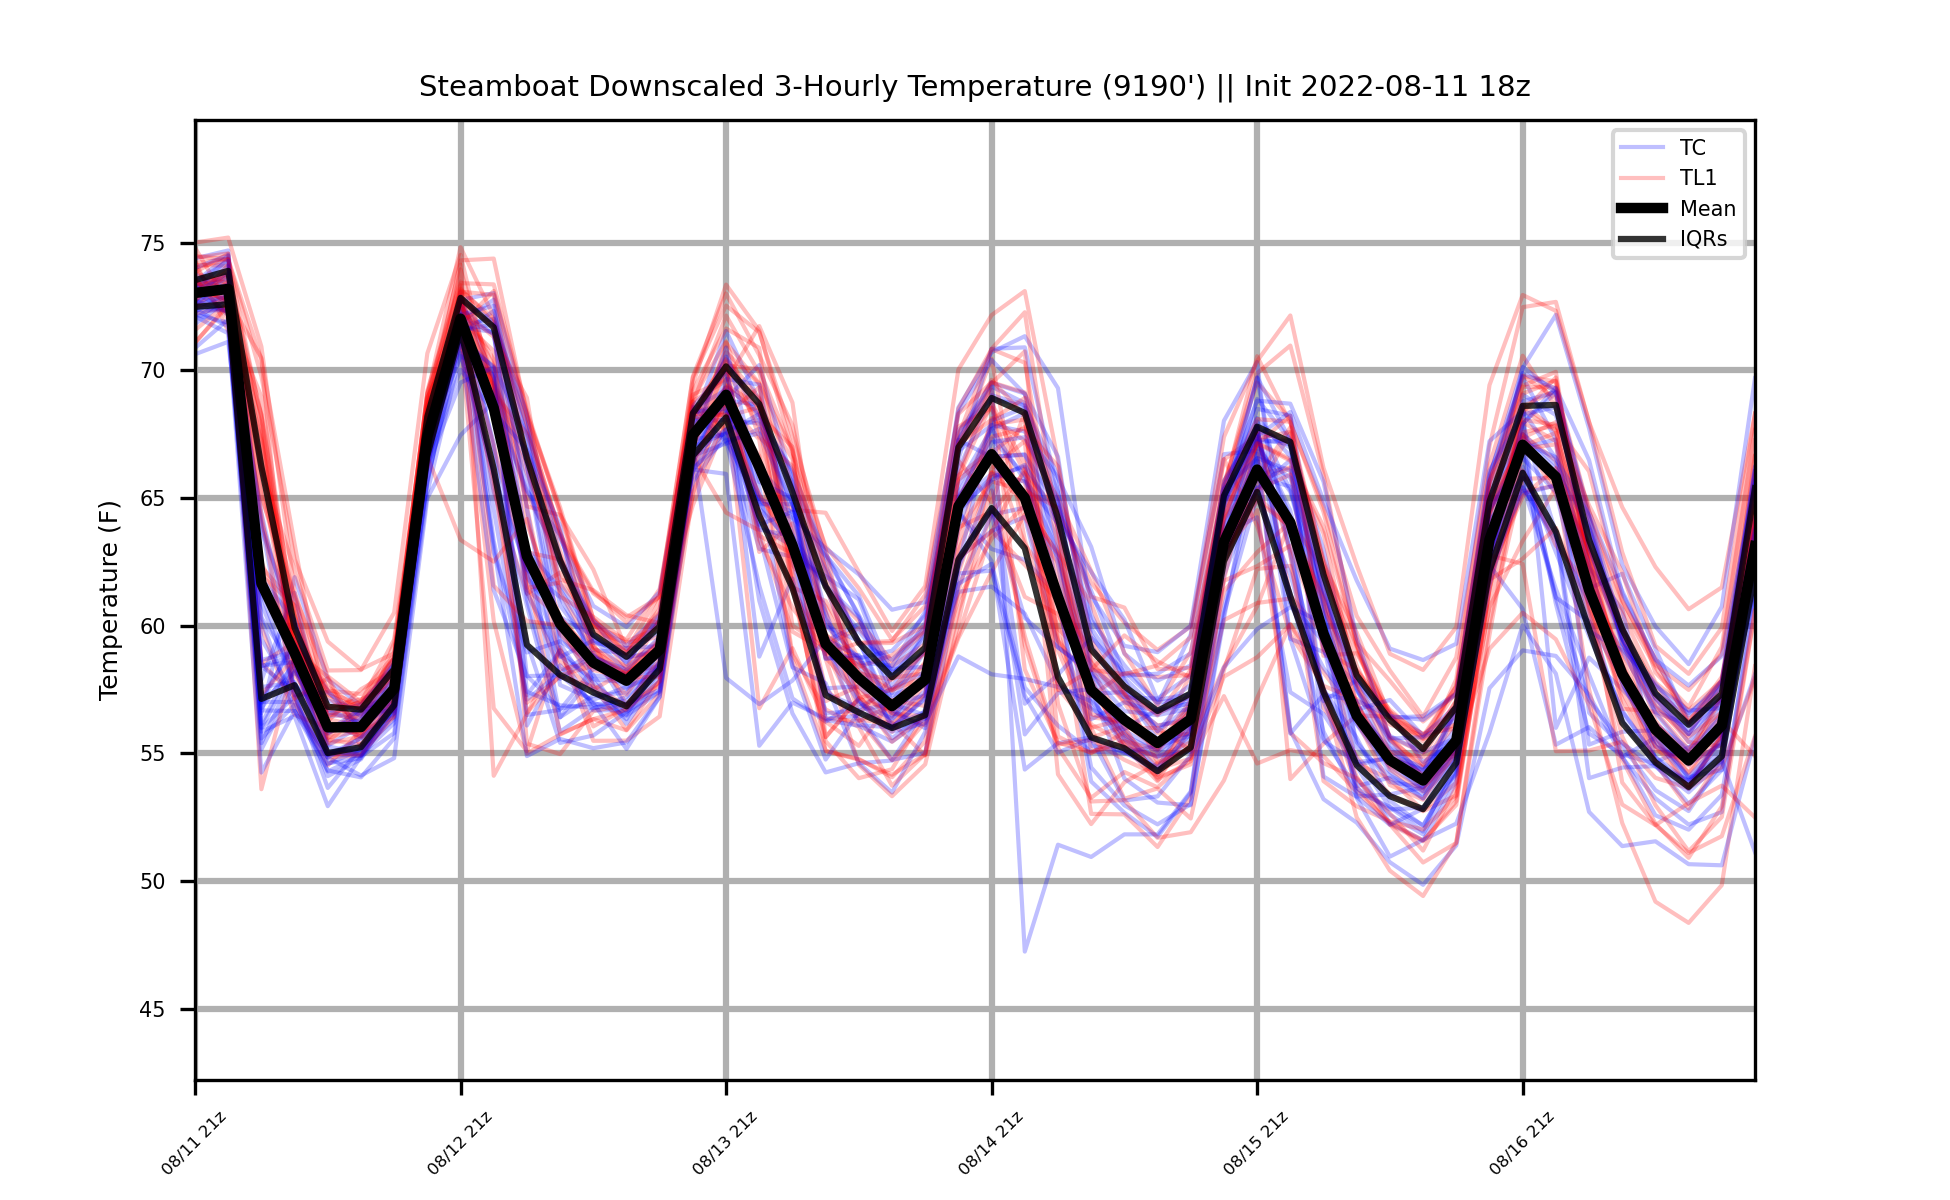 Steamboat Downscaled 3-Hourly Temperature (9190') || Init 2022-08-11 18z
TC
TL1
Mean
IQRs
Temperature (F)
75
70
65
60
55
50
45
08/11 21z
08/12 21z
08/13 21z
08/14 21z
08/15 21z
08/16 21z